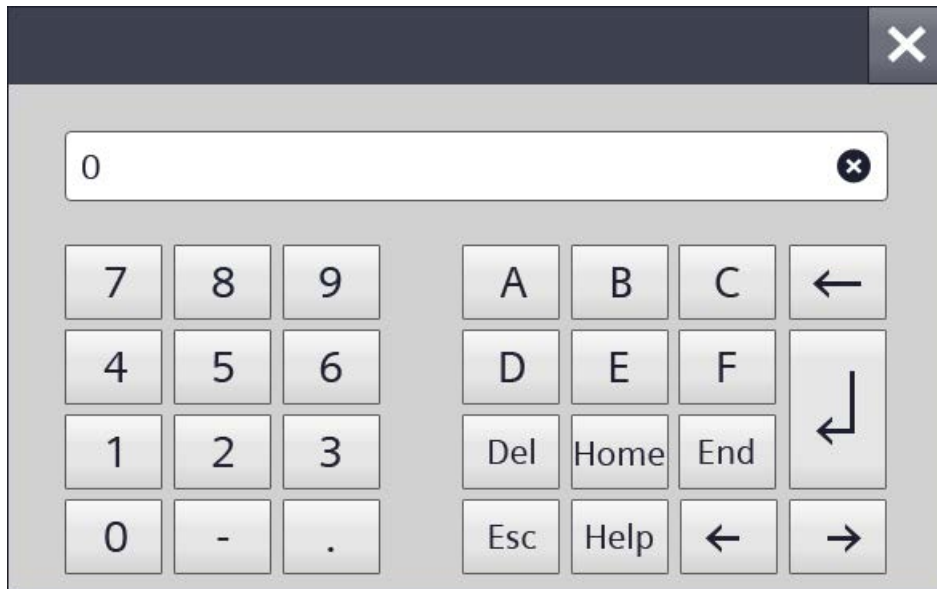 0
7 8 9 A B C ←
4 5 6 D E F
1 2 3 Del Home End
0 - . Esc Help ← →